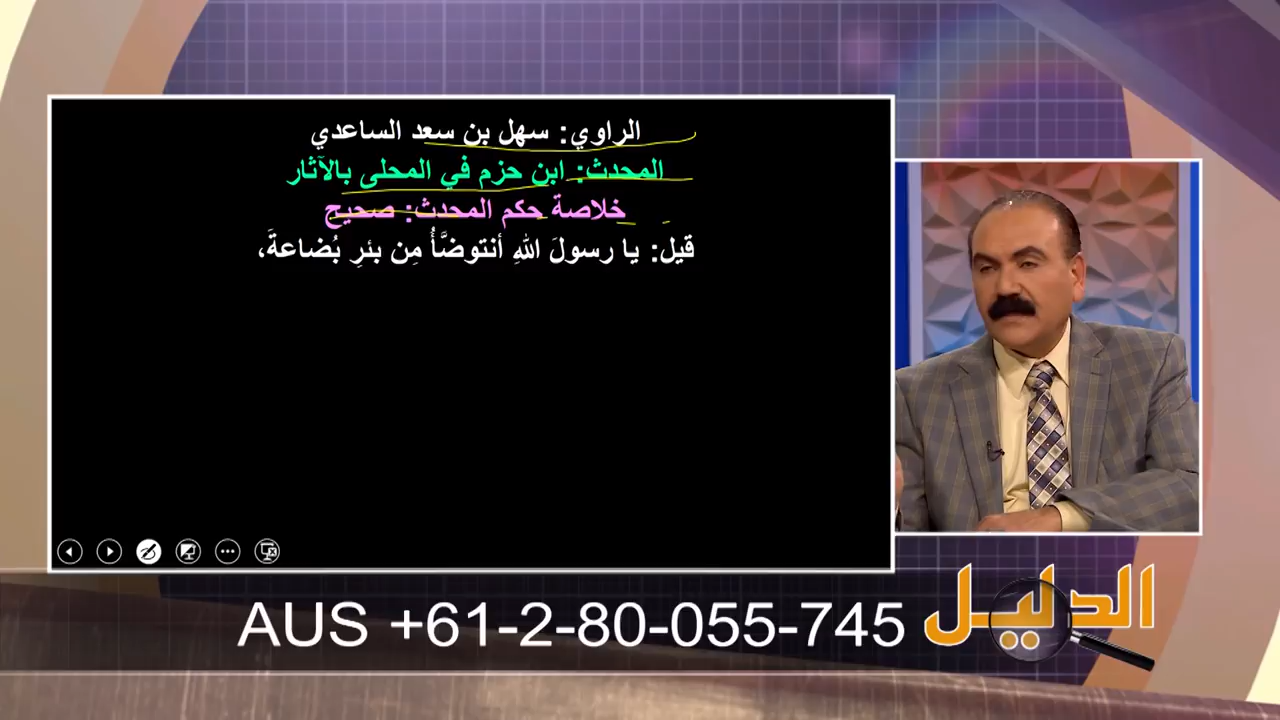 الراوي: سهل بن سعد الساعدي
المحدث: ابن حزم في المحلى بالآثار
خلاصة حكم المحدث: صحيح
قيل: يا رسولَ اللهِ أنتوضَّأُ مِن بئرِ بُضاعةَ،
الدليل
AUS +61-2-80-055-745